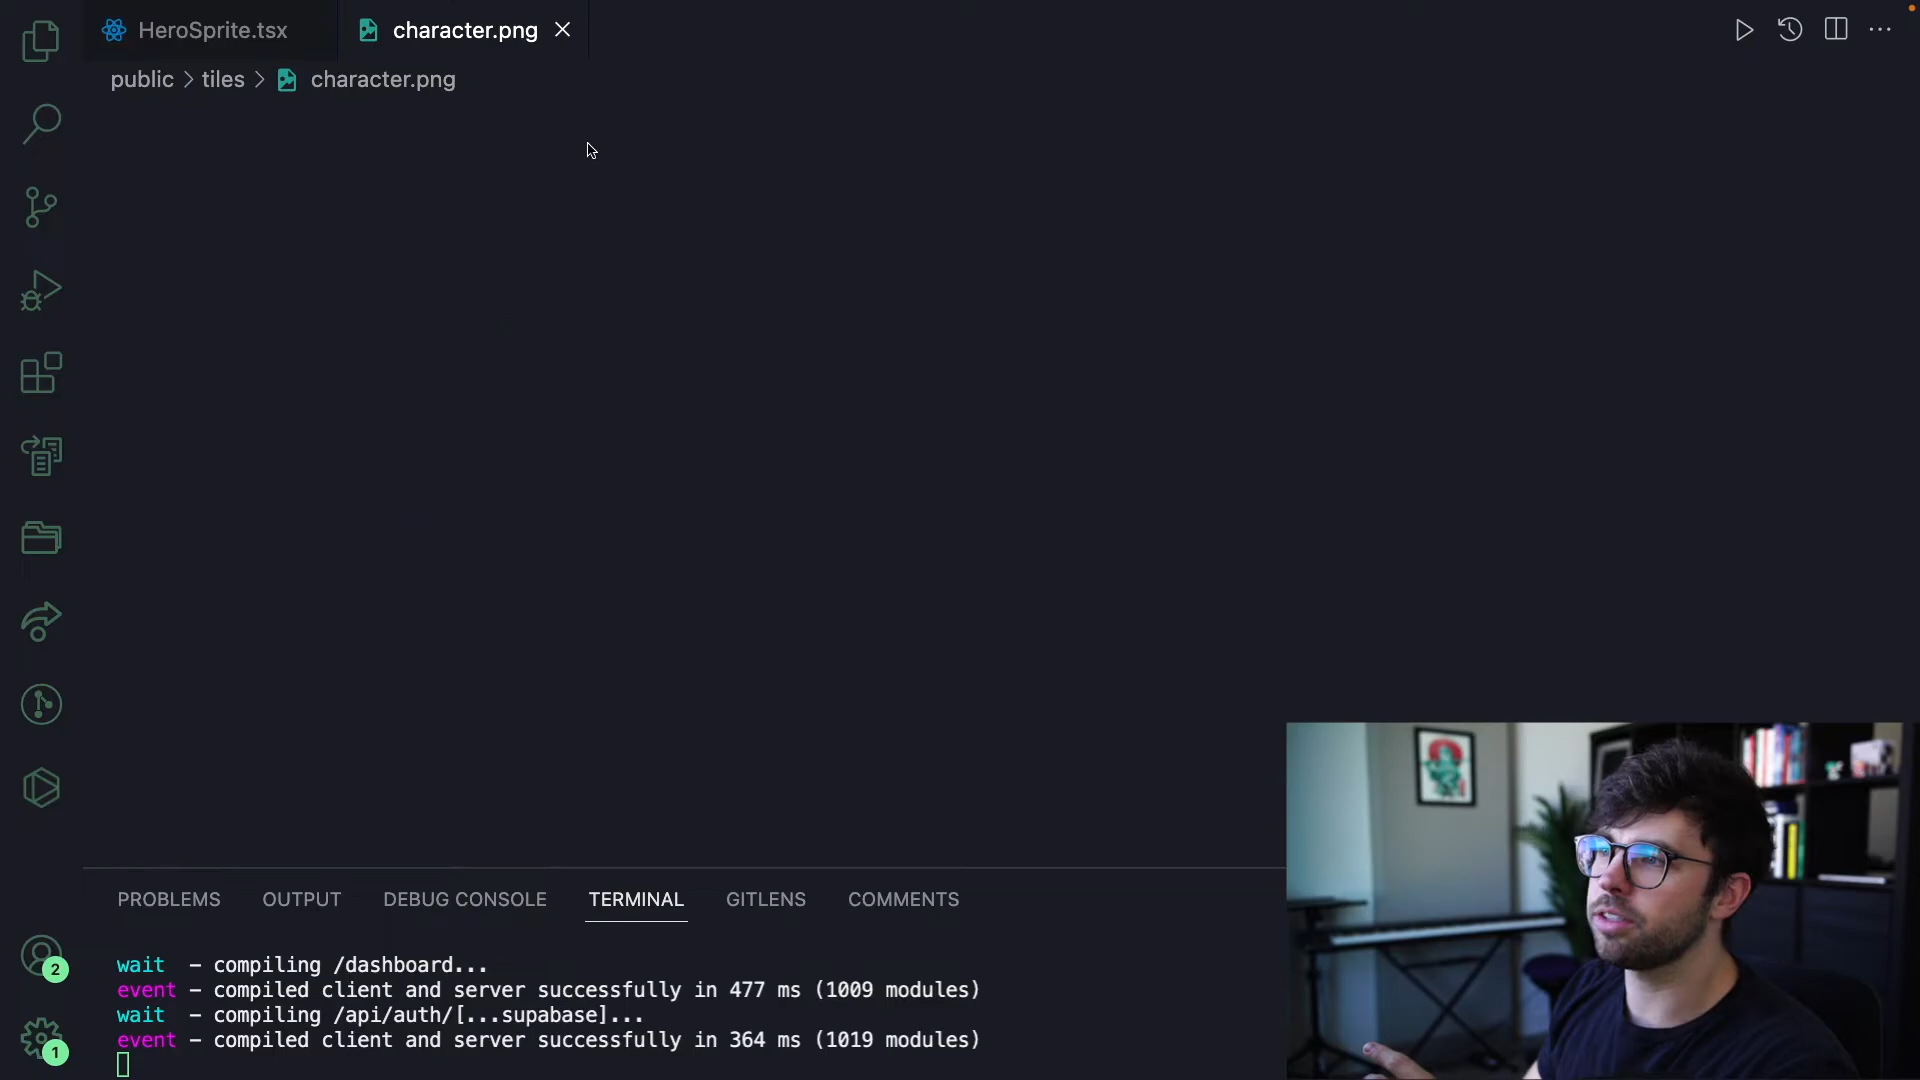 HeroSprite.tsx
character.png
public > tiles > character.png
PROBLEMS OUTPUT DEBUG CONSOLE TERMINAL GITLENS COMMENTS
wait - compiling /dashboard...
event - compiled client and server successfully in 477 ms (1009 modules)
wait - compiling /api/auth/[...supabase]...
event - compiled client and server successfully in 364 ms (1019 modules)
2
1